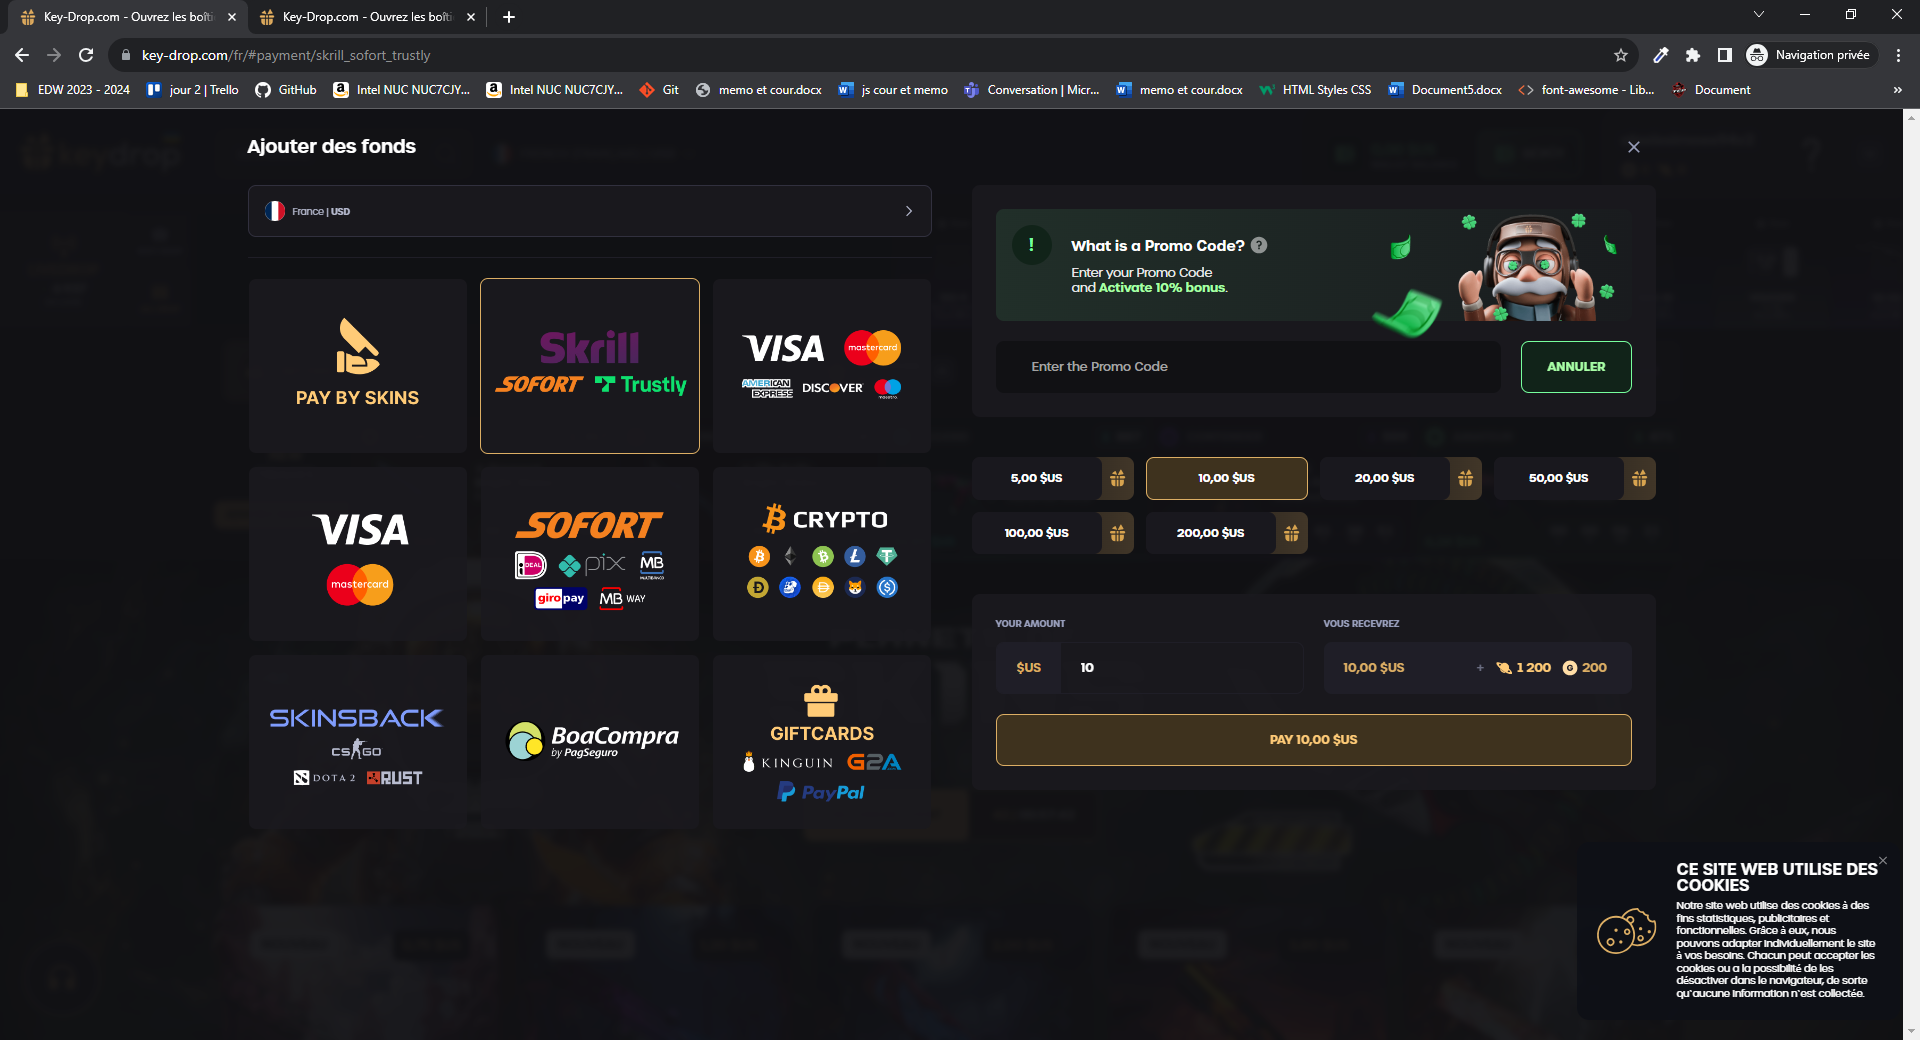 Key-Drop.com - Ouvrez les boîti
Key-Drop.com - Ouvrez les boîti
key-drop.com/fr/#payment/skrill_sofort_trustly
Navigation privée
EDW 2023 - 2024
jour 2 | Trello
GitHub
Intel NUC NUC7CJY...
Intel NUC NUC7CJY...
Git
memo et cour.docx
js cour et memo
Conversation | Micr...
memo et cour.docx
HTML Styles CSS
Document5.docx
font-awesome - Lib...
Document
»
keydrop
Ajouter des fonds
France | USD
PAY BY SKINS
Skrill
SOFORT Trustly
VISA mastercard
AMERICAN EXPRESS DISCOVER maestro
VISA
mastercard
SOFORT
iDEAL pix MB MULTIBANCO
giropay MB WAY
CRYPTO
SKINSBACK
CS:GO
DOTA 2 RUST
BoaCompra
by PagSeguro
GIFTCARDS
KINGUIN G2A
PayPal
What is a Promo Code? ?
Enter your Promo Code
and Activate 10% bonus.
Enter the Promo Code
ANNULER
5,00 $US
10,00 $US
20,00 $US
50,00 $US
100,00 $US
200,00 $US
YOUR AMOUNT
$US 10
VOUS RECEVREZ
10,00 $US + 1 200 G 200
PAY 10,00 $US
CE SITE WEB UTILISE DES
COOKIES
Notre site web utilise des cookies à des
fins statistiques, publicitaires et
fonctionnelles. Grâce à eux, nous
pouvons adapter individuellement le site
à vos besoins. Chacun peut accepter les
cookies ou a la possibilité de les
désactiver dans le navigateur, de sorte
qu'aucune information n'est collectée.